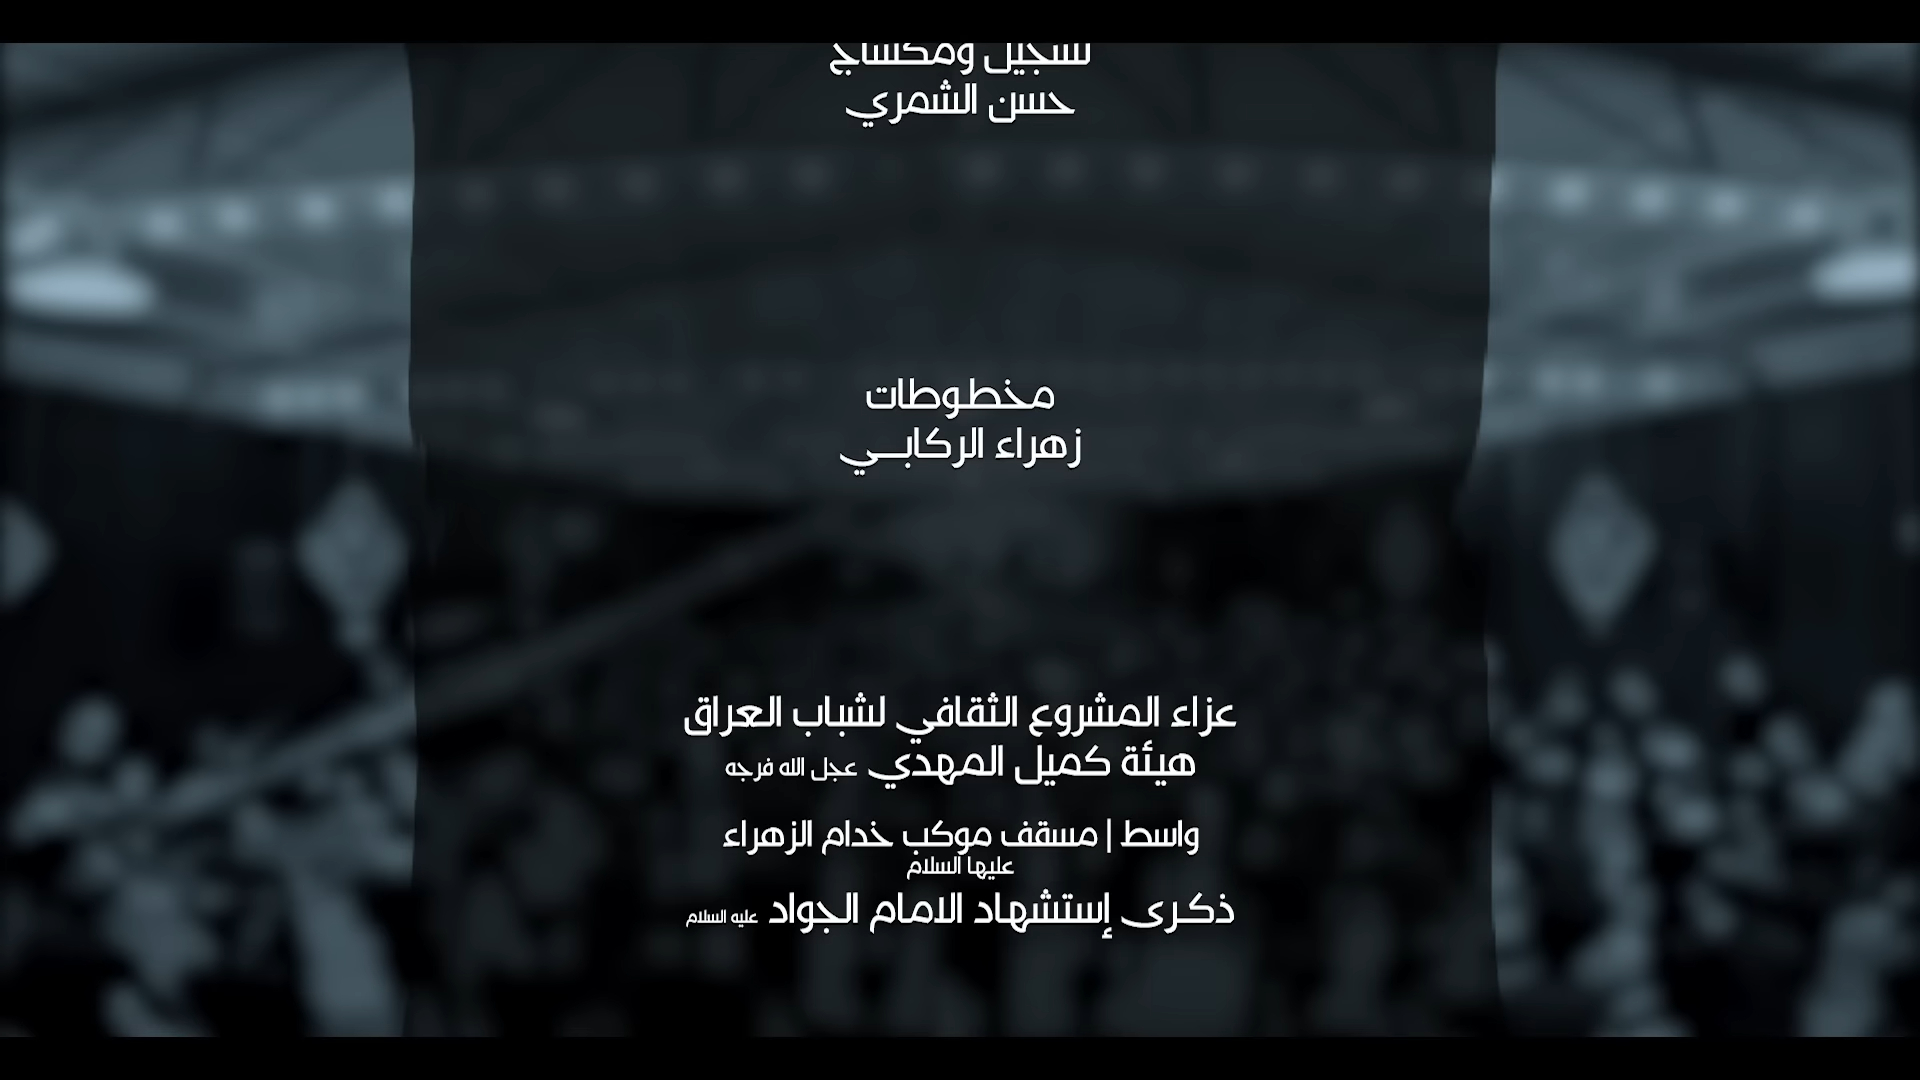 تسجيل ومكساج
حسن الشمري
مخطوطات
زهراء الركابي
عزاء المشروع الثقافي لشباب العراق
هيئة كميل المهدي عجل الله فرجه
واسط | مسقف موكب خدام الزهراء
عليها السلام
ذكرى إستشهاد الامام الجواد عليه السلام